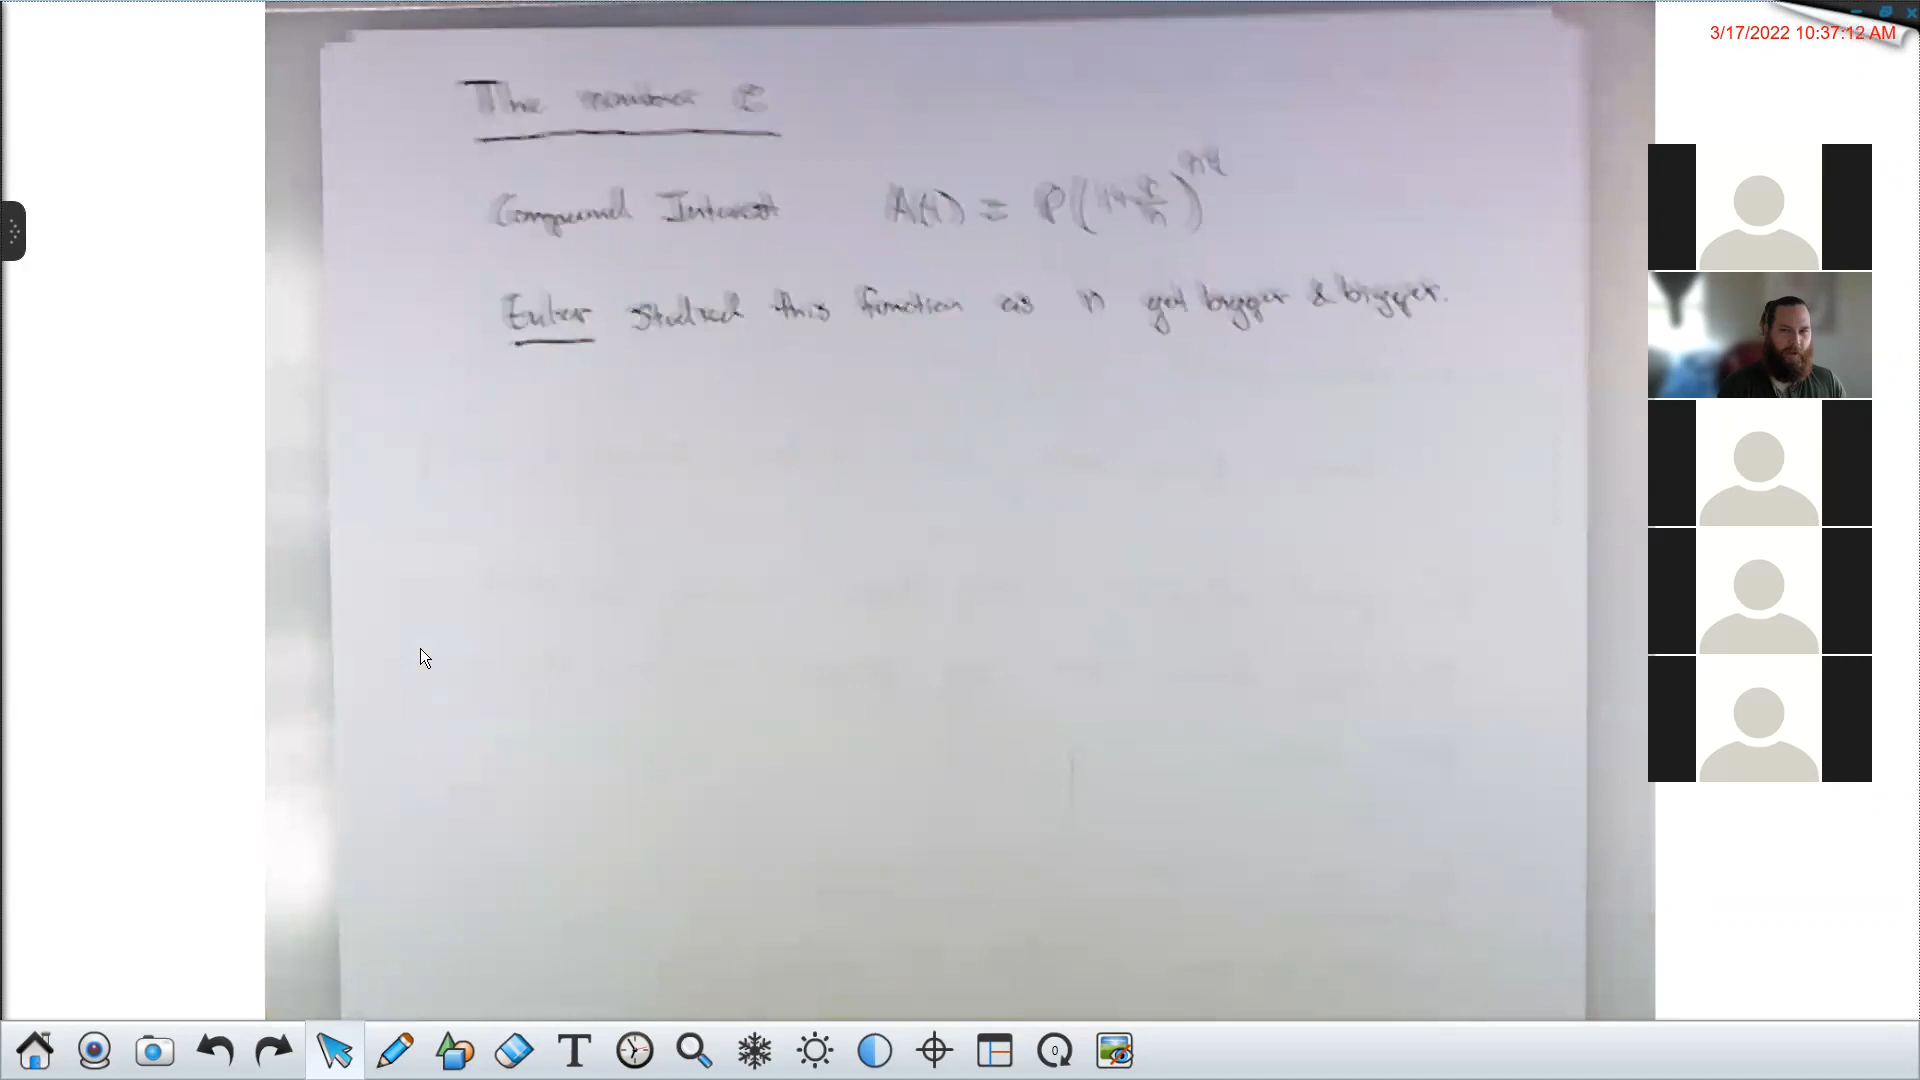 3/17/2022 10:37:12 AM
The number e
Compound Interest A(t) = P(1+r/n)^nt
Euler studied this function as n got bigger & bigger.
T
0